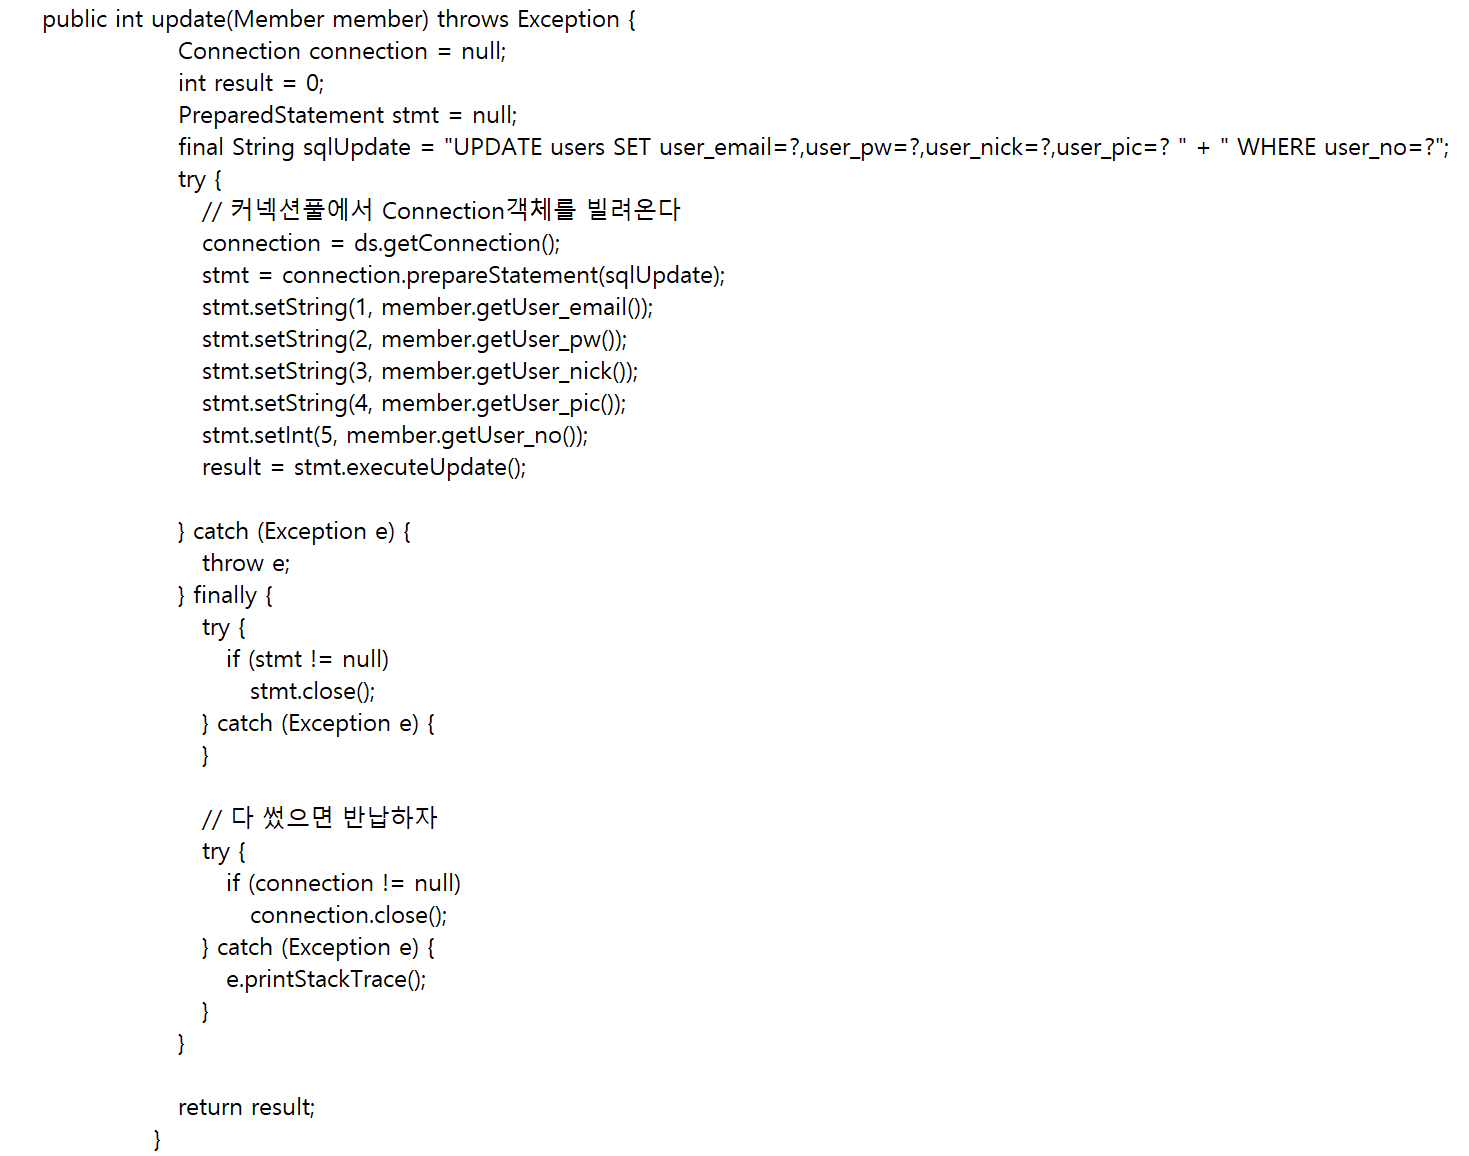 public int update(Member member) throws Exception {
Connection connection = null;
int result = 0;
PreparedStatement stmt = null;
final String sqlUpdate = "UPDATE users SET user_email=?,user_pw=?,user_nick=?,user_pic=? " + " WHERE user_no=?";
try {
// 커넥션풀에서 Connection객체를 빌려온다
connection = ds.getConnection();
stmt = connection.prepareStatement(sqlUpdate);
stmt.setString(1, member.getUser_email());
stmt.setString(2, member.getUser_pw());
stmt.setString(3, member.getUser_nick());
stmt.setString(4, member.getUser_pic());
stmt.setInt(5, member.getUser_no());
result = stmt.executeUpdate();
} catch (Exception e) {
throw e;
} finally {
try {
if (stmt != null)
stmt.close();
} catch (Exception e) {
}
// 다 썼으면 반납하자
try {
if (connection != null)
connection.close();
} catch (Exception e) {
e.printStackTrace();
}
}
return result;
}